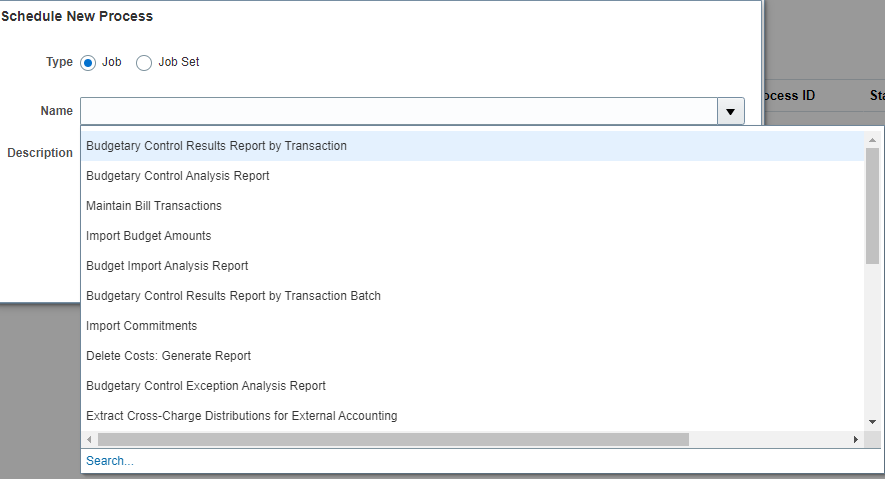 Schedule New Process
Type Job Job Set
ocess ID Sta
Name
Description
Budgetary Control Results Report by Transaction
Budgetary Control Analysis Report
Maintain Bill Transactions
Import Budget Amounts
Budget Import Analysis Report
Budgetary Control Results Report by Transaction Batch
Import Commitments
Delete Costs: Generate Report
Budgetary Control Exception Analysis Report
Extract Cross-Charge Distributions for External Accounting
Search...